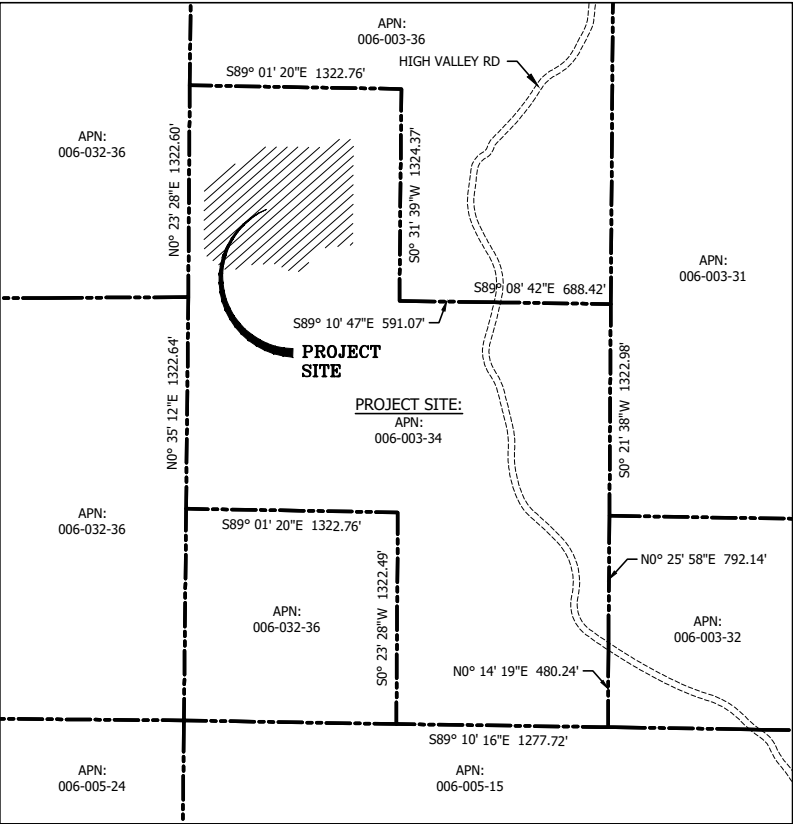 APN:
006-003-36
HIGH VALLEY RD
S89° 01' 20"E 1322.76'
APN:
006-032-36
N0° 23' 28"E 1322.60'
S0° 31' 39"W 1324.37'
APN:
006-003-31
S89° 08' 42"E 688.42'
S89° 10' 47"E 591.07'
PROJECT
SITE
N0° 35' 12"E 1322.64'
PROJECT SITE:
APN:
006-003-34
S0° 21' 38"W 1322.98'
APN:
006-032-36
S89° 01' 20"E 1322.76'
S0° 23' 28"W 1322.49'
N0° 25' 58"E 792.14'
APN:
006-032-36
APN:
006-003-32
N0° 14' 19"E 480.24'
S89° 10' 16"E 1277.72'
APN:
006-005-24
APN:
006-005-15